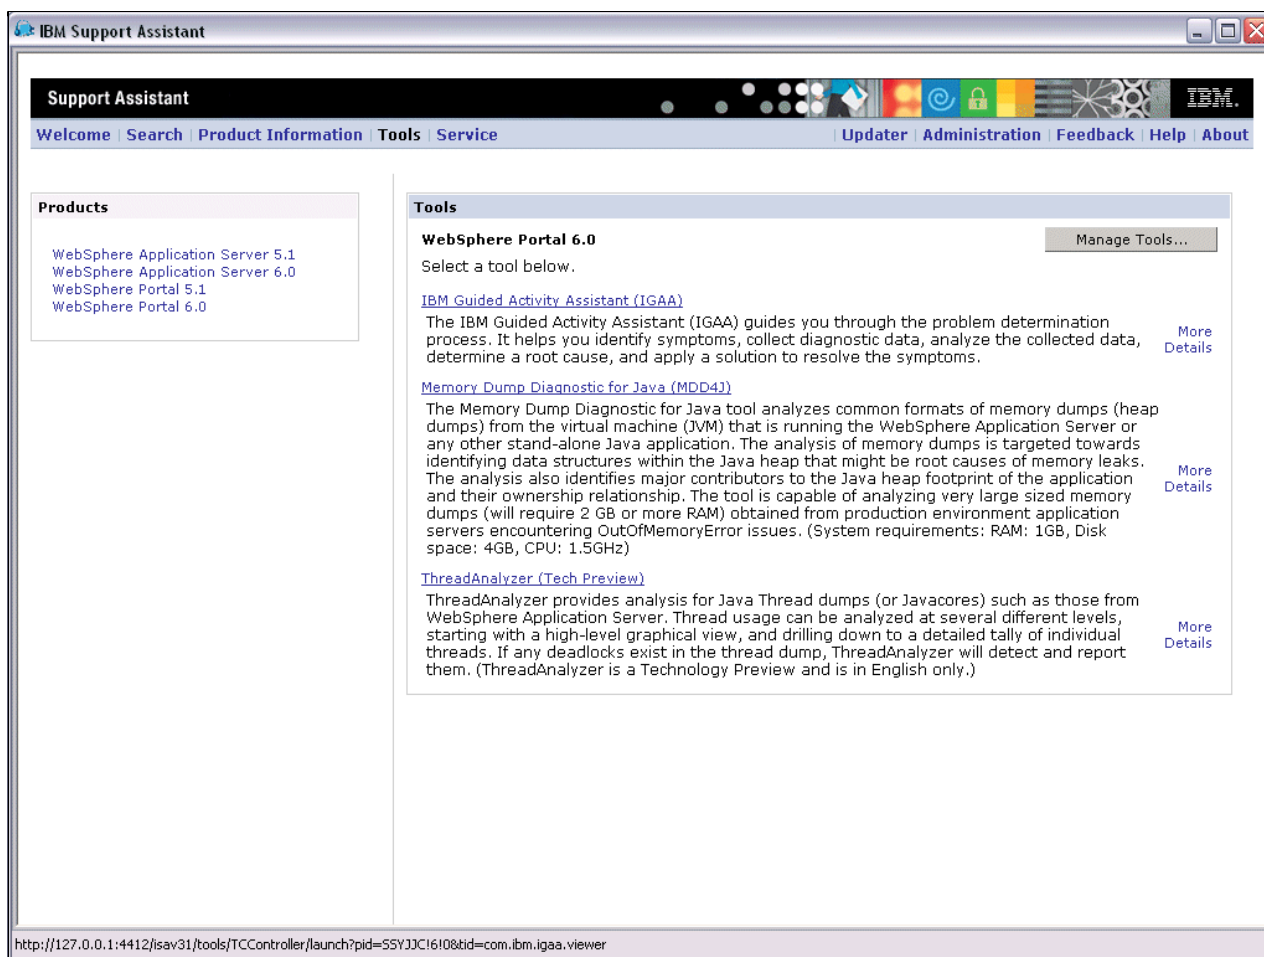 IBM Support Assistant
Support Assistant
IBM.
Welcome | Search | Product Information | Tools | Service | Updater | Administration | Feedback | Help | About
Products
WebSphere Application Server 5.1
WebSphere Application Server 6.0
WebSphere Portal 5.1
WebSphere Portal 6.0
Tools
WebSphere Portal 6.0
Manage Tools...
Select a tool below.
IBM Guided Activity Assistant (IGAA)
The IBM Guided Activity Assistant (IGAA) guides you through the problem determination
process. It helps you identify symptoms, collect diagnostic data, analyze the collected data,
determine a root cause, and apply a solution to resolve the symptoms.
More
Details
Memory Dump Diagnostic for Java (MDD4J)
The Memory Dump Diagnostic for Java tool analyzes common formats of memory dumps (heap
dumps) from the virtual machine (JVM) that is running the WebSphere Application Server or
any other stand-alone Java application. The analysis of memory dumps is targeted towards
identifying data structures within the Java heap that might be root causes of memory leaks.
The analysis also identifies major contributors to the Java heap footprint of the application
and their ownership relationship. The tool is capable of analyzing very large sized memory
dumps (will require 2 GB or more RAM) obtained from production environment application
servers encountering OutOfMemoryError issues. (System requirements: RAM: 1GB, Disk
space: 4GB, CPU: 1.5GHz)
More
Details
ThreadAnalyzer (Tech Preview)
ThreadAnalyzer provides analysis for Java Thread dumps (or Javacores) such as those from
WebSphere Application Server. Thread usage can be analyzed at several different levels,
starting with a high-level graphical view, and drilling down to a detailed tally of individual
threads. If any deadlocks exist in the thread dump, ThreadAnalyzer will detect and report
them. (ThreadAnalyzer is a Technology Preview and is in English only.)
More
Details
http://127.0.0.1:4412/isav31/tools/TCController/launch?pid=SSYJJC!6!0&tid=com.ibm.igaa.viewer